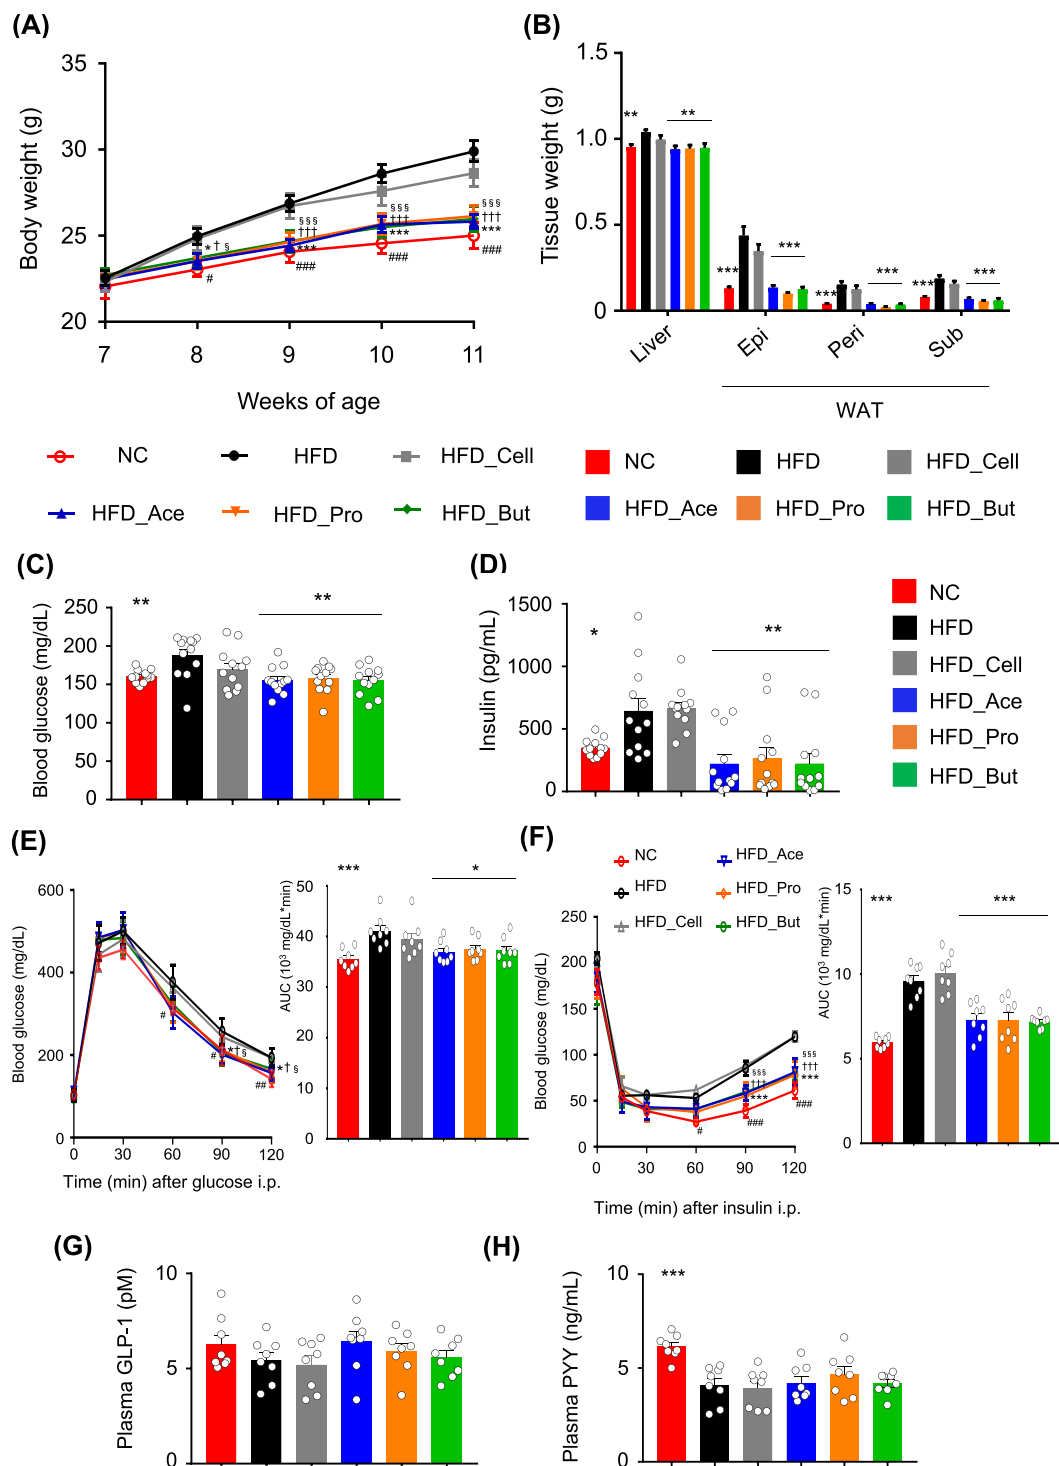 (A)
35
30
25
20
Body weight (g)
* † §
#
§§§
†††
***
###
§§§
†††
***
###
§§§
†††
***
###
7 8 9 10 11
Weeks of age
NC HFD HFD_Cell
HFD_Ace HFD_Pro HFD_But
(B)
1.5
1.0
0.5
0
Tissue weight (g)
** **
*** ***
*** ***
*** ***
Liver Epi Peri Sub
WAT
NC HFD HFD_Cell
HFD_Ace HFD_Pro HFD_But
(C)
250
200
150
100
50
0
Blood glucose (mg/dL)
** **
(D)
1500
1000
500
0
Insulin (pg/mL)
* **
NC
HFD
HFD_Cell
HFD_Ace
HFD_Pro
HFD_But
(E)
600
400
200
0
Blood glucose (mg/dL)
#
# *† §
*† §
##
0 30 60 90 120
Time (min) after glucose i.p.
50
40
30
20
10
0
AUC (10³ mg/dL*min)
*** *
(F)
NC HFD_Ace
HFD HFD_Pro
HFD_Cell HFD_But
250
200
150
100
50
0
Blood glucose (mg/dL)
#
§§§
†††
***
###
§§§
†††
***
###
0 30 60 90 120
Time (min) after insulin i.p.
15
10
5
0
AUC (10³ mg/dL*min)
*** ***
(G)
10
5
0
Plasma GLP-1 (pM)
(H)
10
5
0
Plasma PYY (ng/mL)
***